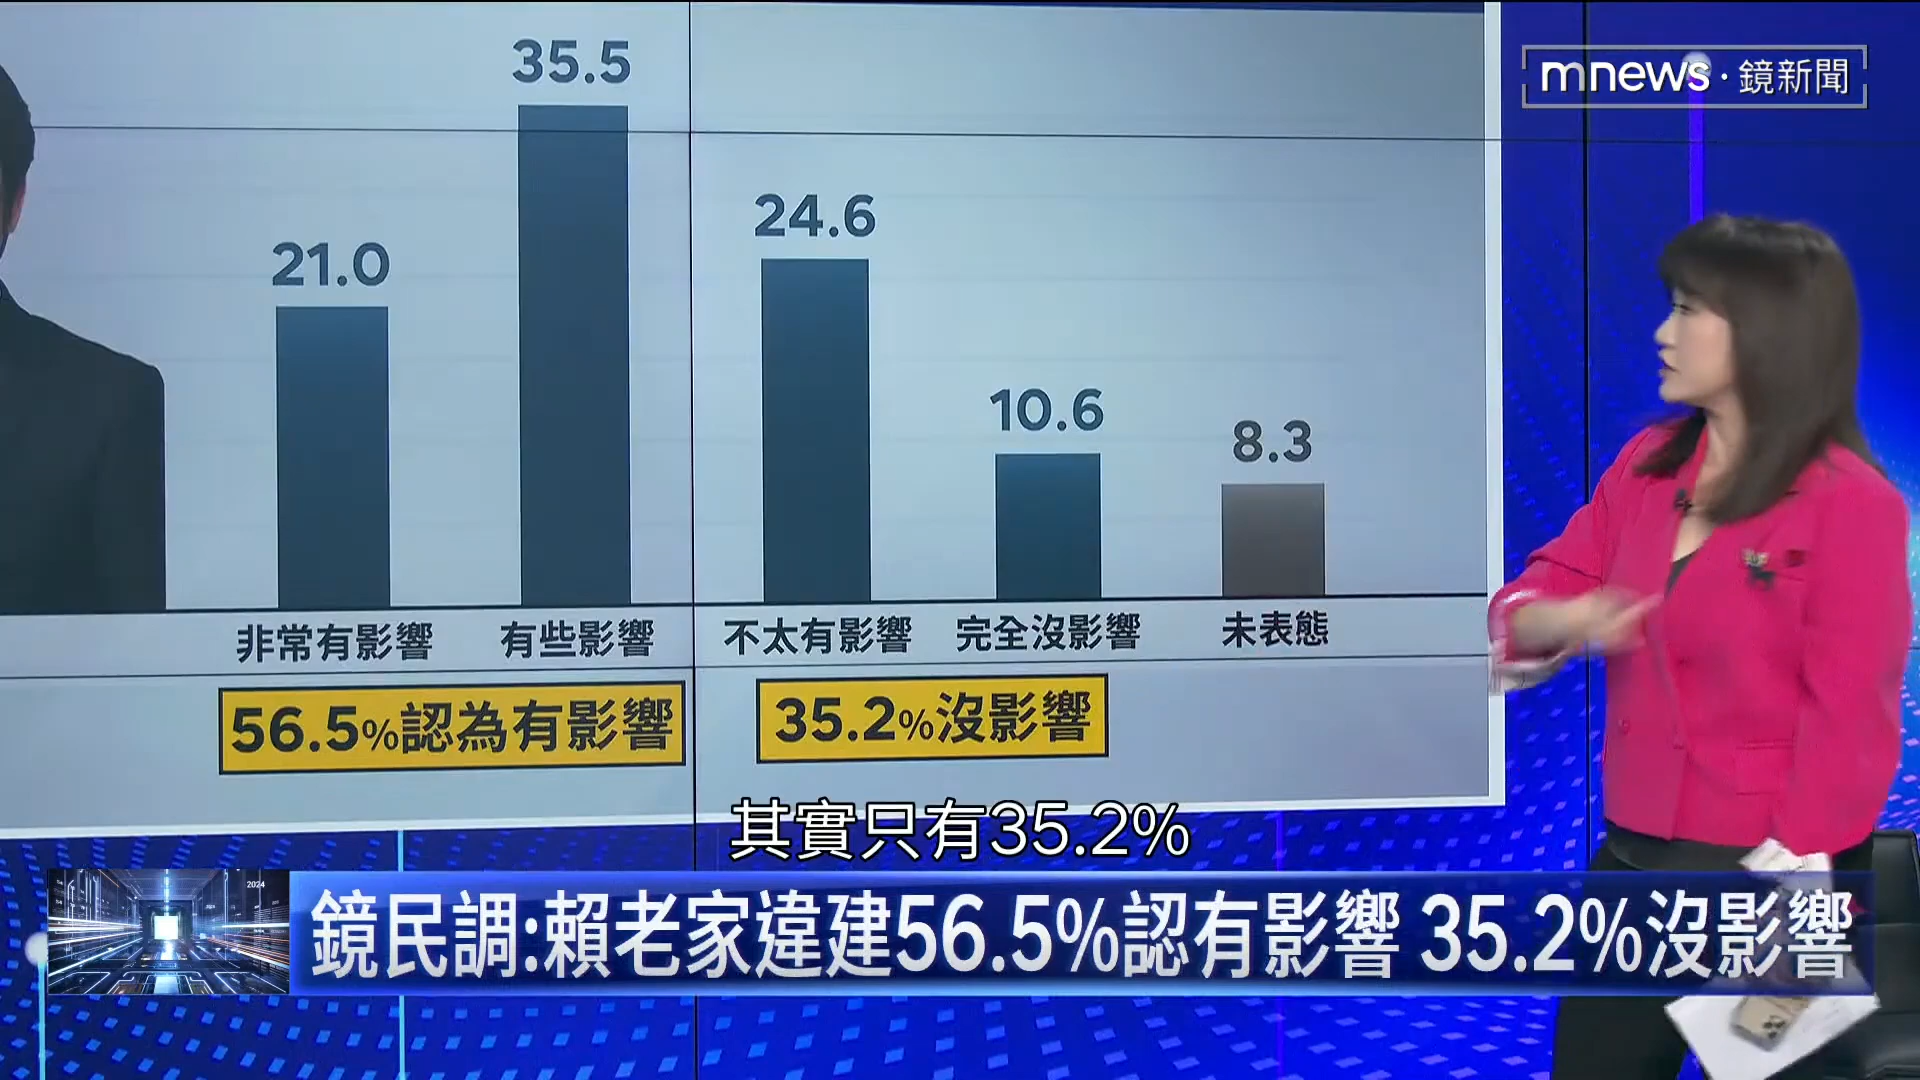 mnews·鏡新聞
35.5
24.6
21.0
10.6
8.3
非常有影響 有些影響 不太有影響 完全沒影響 未表態
56.5%認為有影響 35.2%沒影響
其實只有35.2%
2024
鏡民調:賴老家違建56.5%認有影響 35.2%沒影響